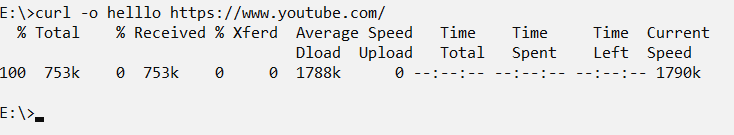 E:\>curl -o helllo https://www.youtube.com/
% Total % Received % Xferd Average Speed Time Time Time Current
Dload Upload Total Spent Left Speed
100 753k 0 753k 0 0 1788k 0 --:--:-- --:--:-- --:--:-- 1790k
E:\>